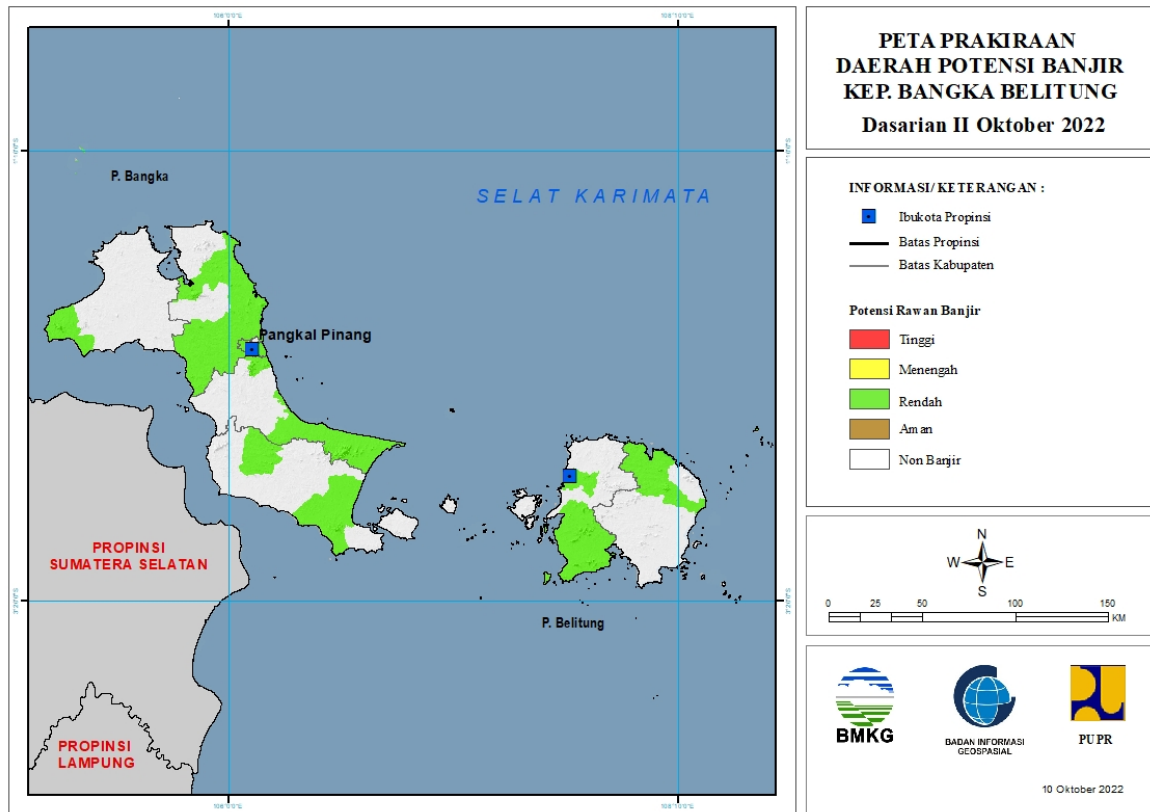 PETA PRAKIRAAN
DAERAH POTENSI BANJIR
KEP. BANGKA BELITUNG
Dasarian II Oktober 2022
P. Bangka
SELAT KARIMATA
Pangkal Pinang
PROPINSI
SUMATERA SELATAN
P. Belitung
PROPINSI
LAMPUNG
INFORMASI/ KETERANGAN :
Ibukota Propinsi
Batas Propinsi
Batas Kabupaten
Potensi Rawan Banjir
Tinggi
Menengah
Rendah
Aman
Non Banjir
N
W E
S
0 25 50 100 150
KM
BMKG
BADAN INFORMASI
GEOSPASIAL
PUPR
10 Oktober 2022